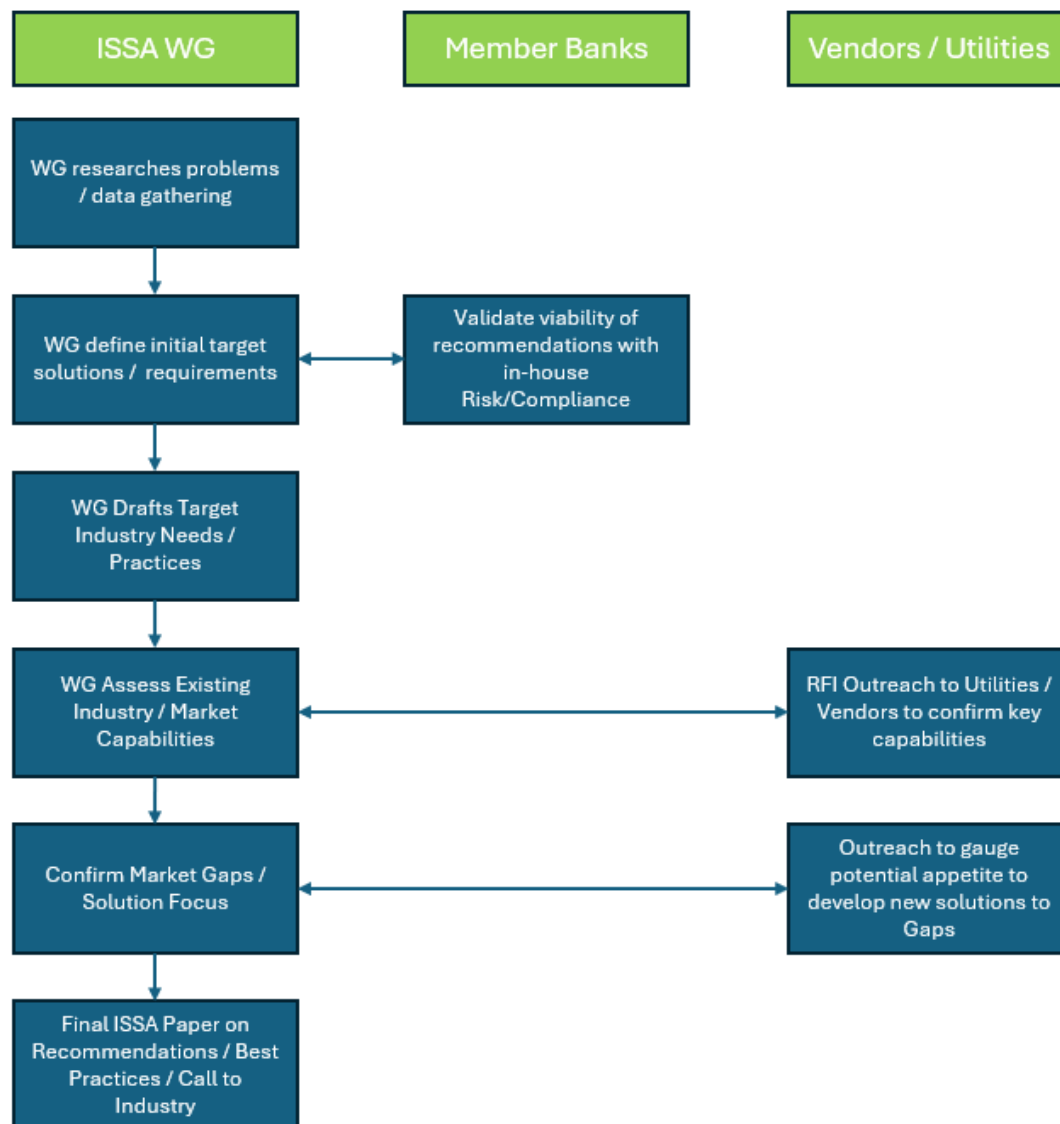 ISSA WG
Member Banks
Vendors / Utilities
WG researches problems
/ data gathering
WG define initial target
solutions / requirements
Validate viability of
recommendations with
in-house
Risk/Compliance
WG Drafts Target
Industry Needs /
Practices
WG Assess Existing
Industry / Market
Capabilities
RFI Outreach to Utilities /
Vendors to confirm key
capabilities
Confirm Market Gaps /
Solution Focus
Outreach to gauge
potential appetite to
develop new solutions to
Gaps
Final ISSA Paper on
Recommendations / Best
Practices / Call to
Industry